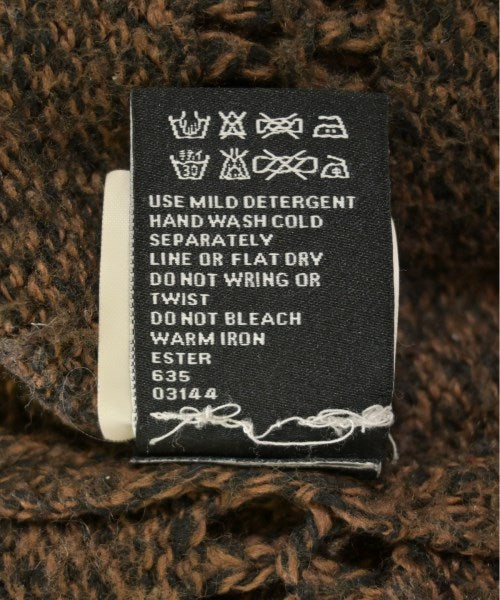 30
USE MILD DETERGENT
HAND WASH COLD
SEPARATELY
LINE OR FLAT DRY
DO NOT WRING OR
TWIST
DO NOT BLEACH
WARM IRON
ESTER
635
03144